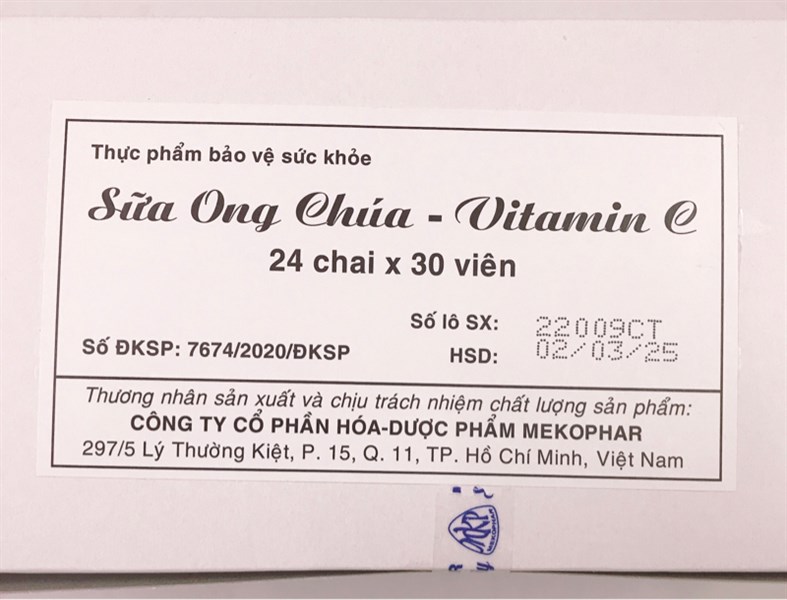 Thực phẩm bảo vệ sức khỏe
Sữa Ong Chúa - Vitamin C
24 chai x 30 viên
Số lô SX: 22009CT
Số ĐKSP: 7674/2020/ĐKSP HSD: 02/03/25
Thương nhân sản xuất và chịu trách nhiệm chất lượng sản phẩm:
CÔNG TY CỔ PHẦN HÓA-DƯỢC PHẨM MEKOPHAR
297/5 Lý Thường Kiệt, P. 15, Q. 11, TP. Hồ Chí Minh, Việt Nam
MKP
MEKOPHAR